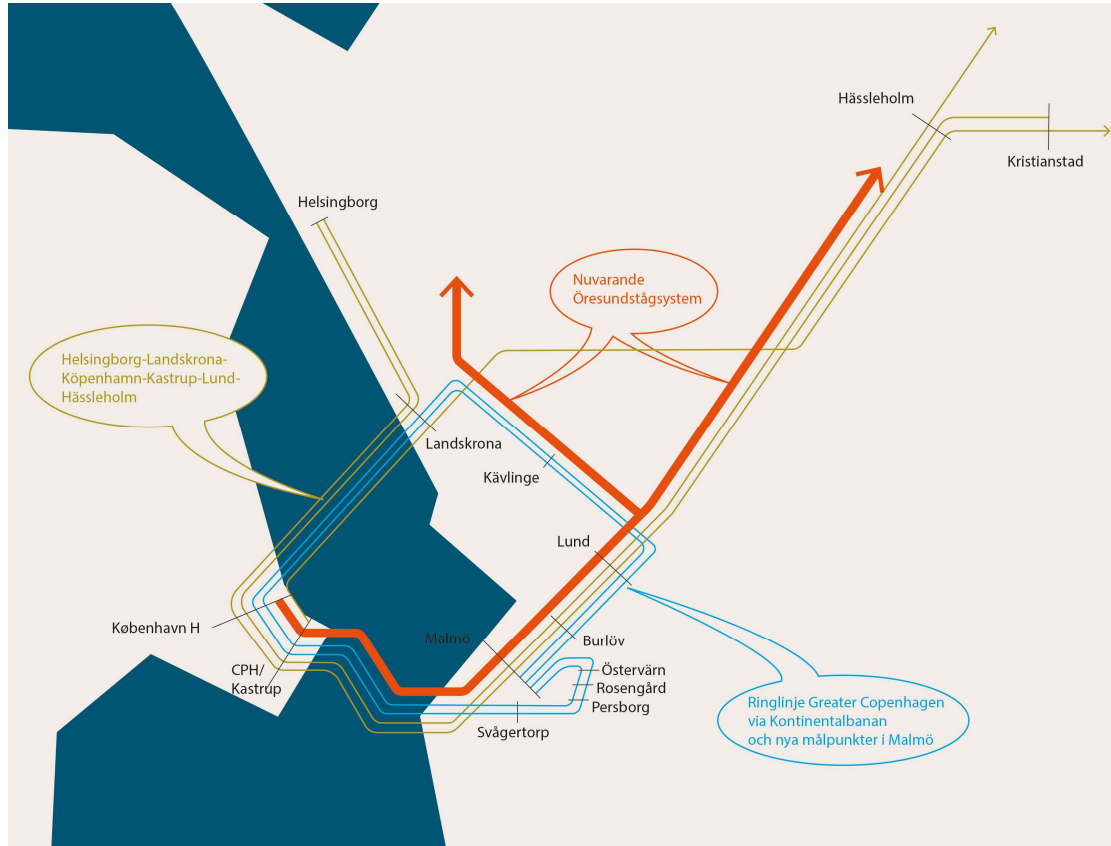 Hässleholm
Kristianstad
Helsingborg
Nuvarande
Öresundstågsystem
Helsingborg-Landskrona-
Köpenhamn-Kastrup-Lund-
Hässleholm
Landskrona
Kävlinge
Lund
København H
Malmö
Burlöv
CPH/
Kastrup
Östervärn
Rosengård
Persborg
Svågertorp
Ringlinje Greater Copenhagen
via Kontinentalbanan
och nya målpunkter i Malmö